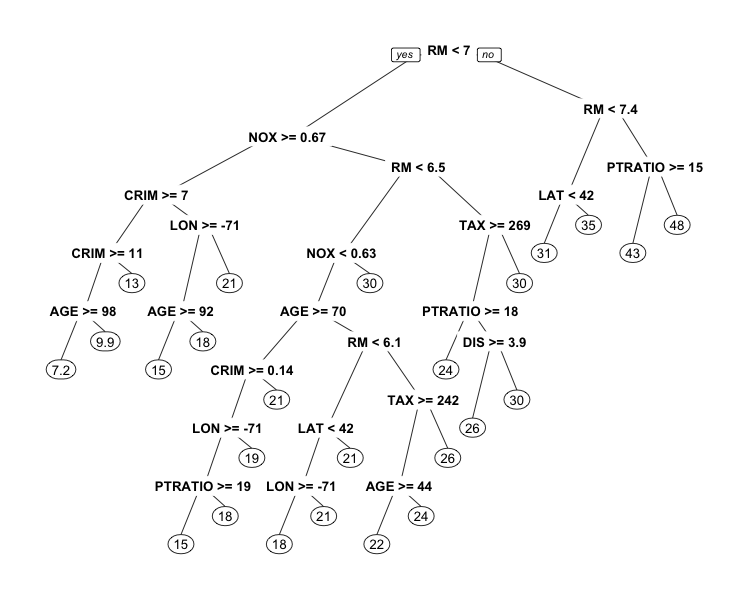 yes RM < 7 no
RM < 7.4
NOX >= 0.67
RM < 6.5 PTRATIO >= 15
CRIM >= 7 LAT < 42
LON >= -71 TAX >= 269 35 48
CRIM >= 11 NOX < 0.63 31 43
13 21 30 30
AGE >= 98 AGE >= 92 AGE >= 70 PTRATIO >= 18
9.9 18 RM < 6.1 DIS >= 3.9
7.2 15 CRIM >= 0.14 24
21 TAX >= 242 30
LON >= -71 LAT < 42 26
19 21 26
PTRATIO >= 19 LON >= -71 AGE >= 44
18 21 24
15 18 22